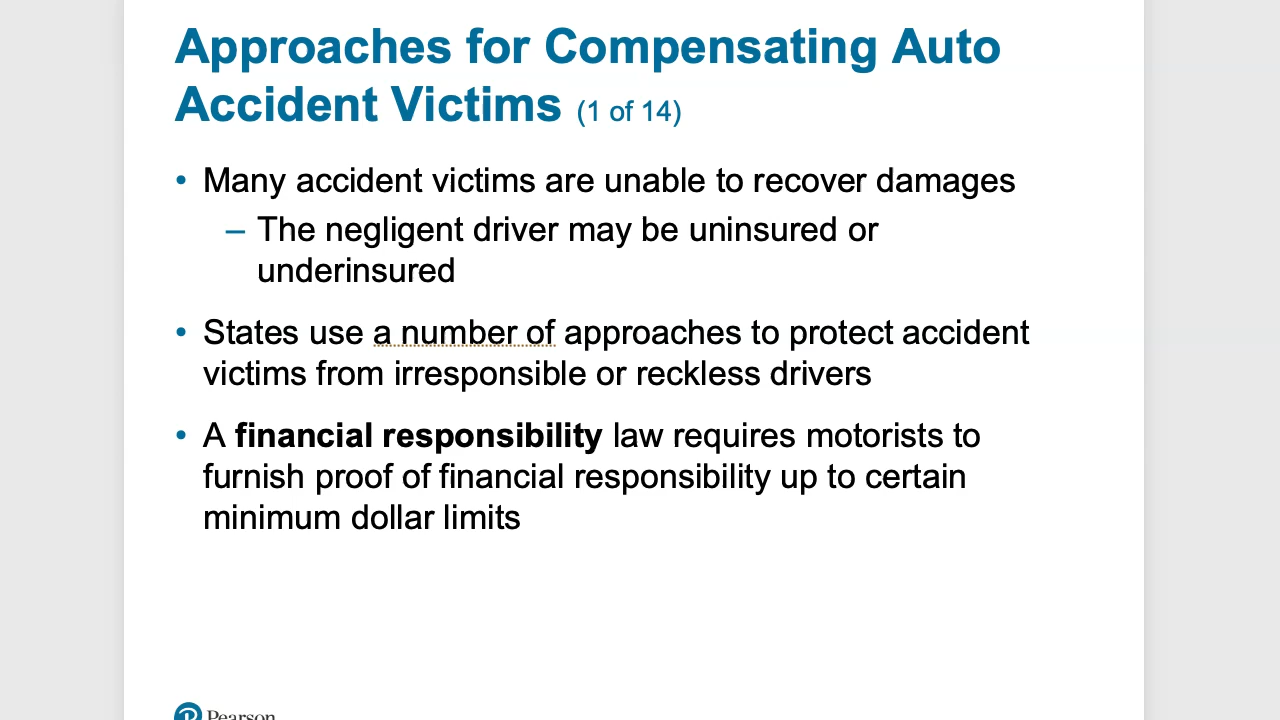 Approaches for Compensating Auto
Accident Victims (1 of 14)
• Many accident victims are unable to recover damages
– The negligent driver may be uninsured or
underinsured
• States use a number of approaches to protect accident
victims from irresponsible or reckless drivers
• A financial responsibility law requires motorists to
furnish proof of financial responsibility up to certain
minimum dollar limits
Pearson